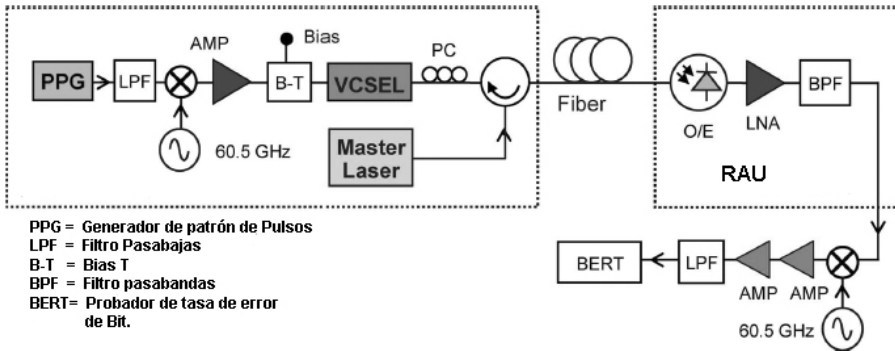 AMP
Bias
PC
PPG
LPF
B-T
VCSEL
60.5 GHz
Master
Laser
Fiber
O/E
LNA
BPF
RAU
PPG = Generador de patrón de Pulsos
LPF = Filtro Pasabajas
B-T = Bias T
BPF = Filtro pasabandas
BERT= Probador de tasa de error
de Bit.
BERT
LPF
AMP
AMP
60.5 GHz